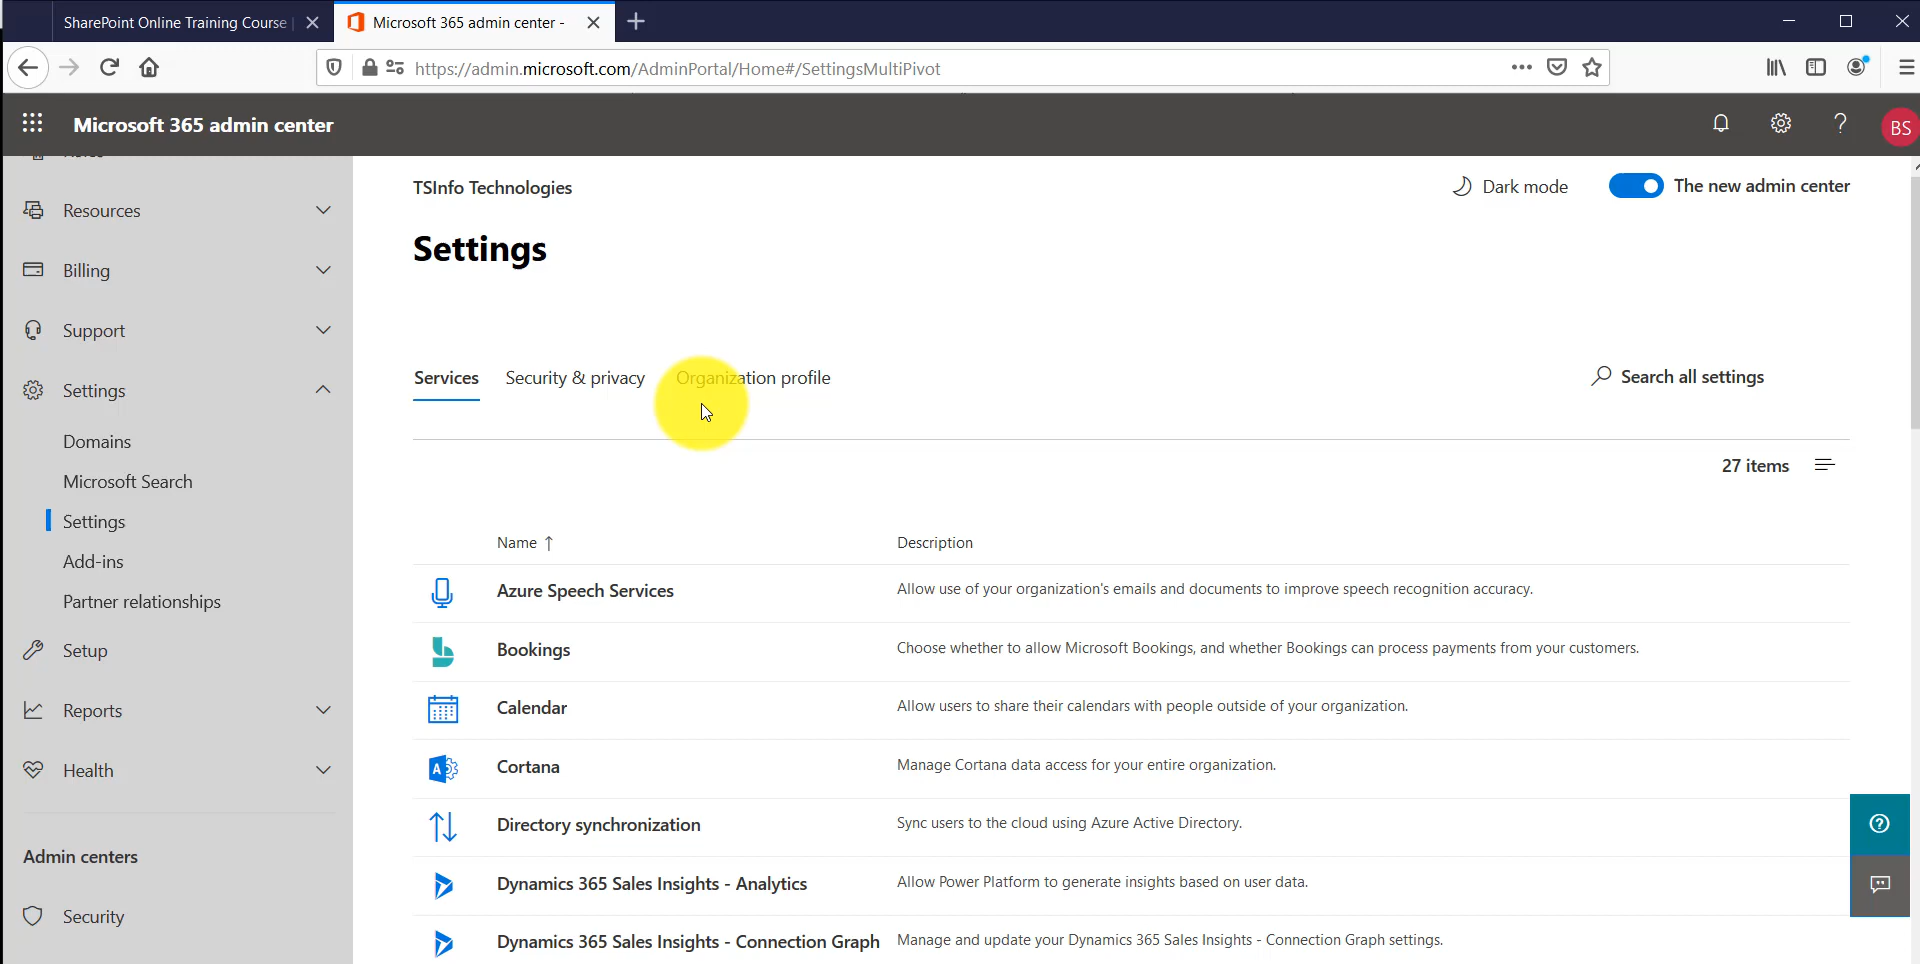 SharePoint Online Training Course |
Microsoft 365 admin center -
https://admin.microsoft.com/AdminPortal/Home#/SettingsMultiPivot
Microsoft 365 admin center
BS
Resources
Billing
Support
Settings
Domains
Microsoft Search
Settings
Add-ins
Partner relationships
Setup
Reports
Health
Admin centers
Security
TSInfo Technologies
Dark mode
The new admin center
Settings
Services
Security & privacy
Organization profile
Search all settings
27 items
Name ↑
Description
Azure Speech Services
Allow use of your organization's emails and documents to improve speech recognition accuracy.
Bookings
Choose whether to allow Microsoft Bookings, and whether Bookings can process payments from your customers.
Calendar
Allow users to share their calendars with people outside of your organization.
Cortana
Manage Cortana data access for your entire organization.
Directory synchronization
Sync users to the cloud using Azure Active Directory.
Dynamics 365 Sales Insights - Analytics
Allow Power Platform to generate insights based on user data.
Dynamics 365 Sales Insights - Connection Graph
Manage and update your Dynamics 365 Sales Insights - Connection Graph settings.